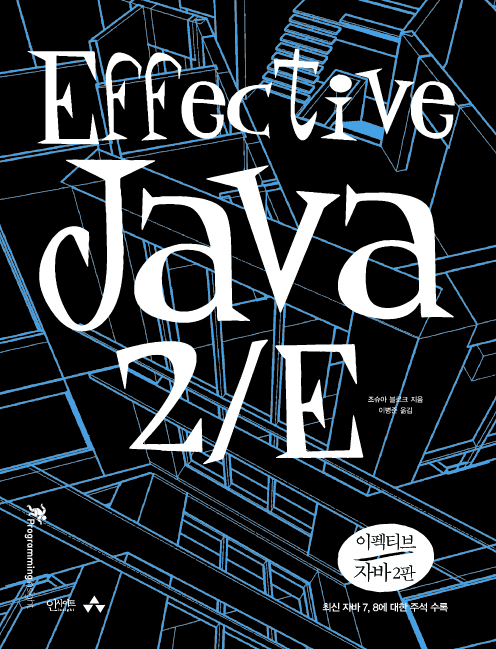 Effective
Java
2/E
조슈아 블로크 지음
이병준 옮김
Programming Insight
이펙티브
자바 2판
인사이트
insight
최신 자바 7, 8에 대한 주석 수록